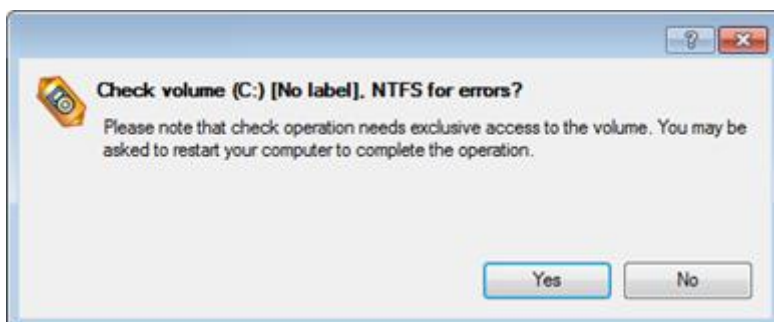 ?
Check volume (C:) [No label], NTFS for errors?
Please note that check operation needs exclusive access to the volume. You may be
asked to restart your computer to complete the operation.
Yes No